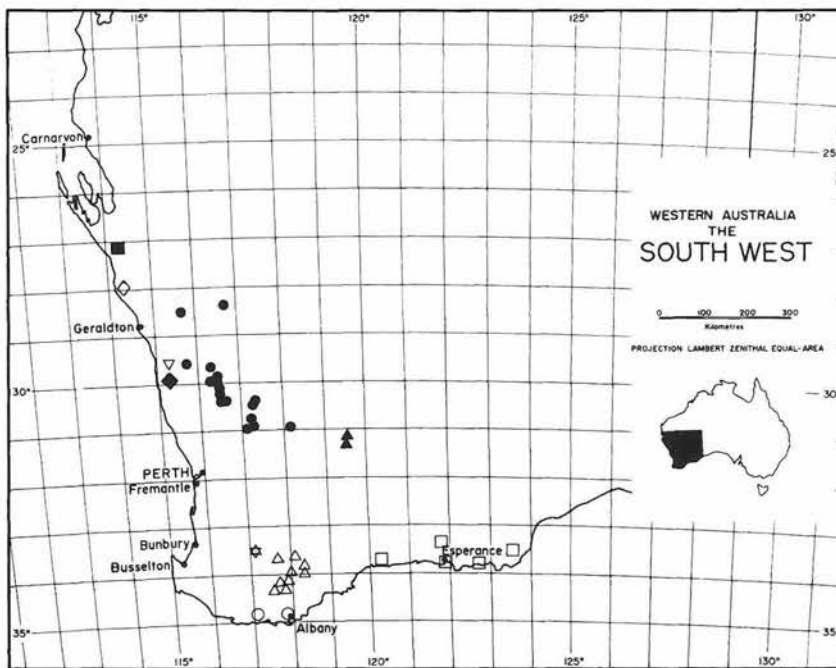 115° 120° 125° 130°
Carnarvon
25° 25°
WESTERN AUSTRALIA
THE
SOUTH WEST
Geraldton
0 100 200 300
Kilometres
PROJECTION: LAMBERT ZENITHAL EQUAL-AREA
30° 30°
PERTH
Fremantle
Bunbury
Esperance
Busselton
Albany
35° 35°
115° 120° 125° 130°